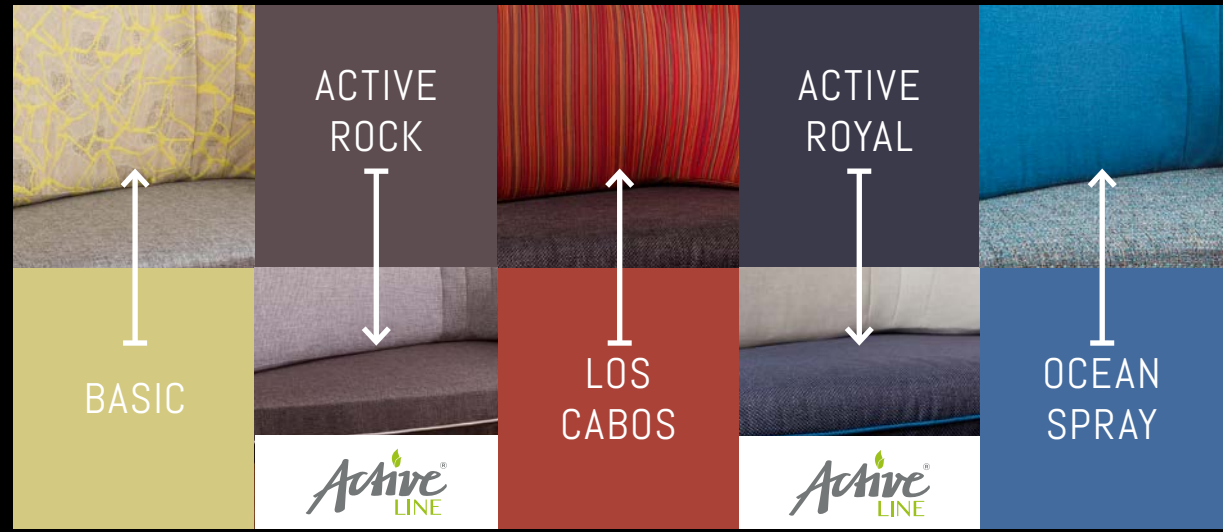 BASIC
ACTIVE
ROCK
Active®
LINE
LOS
CABOS
ACTIVE
ROYAL
Active®
LINE
OCEAN
SPRAY